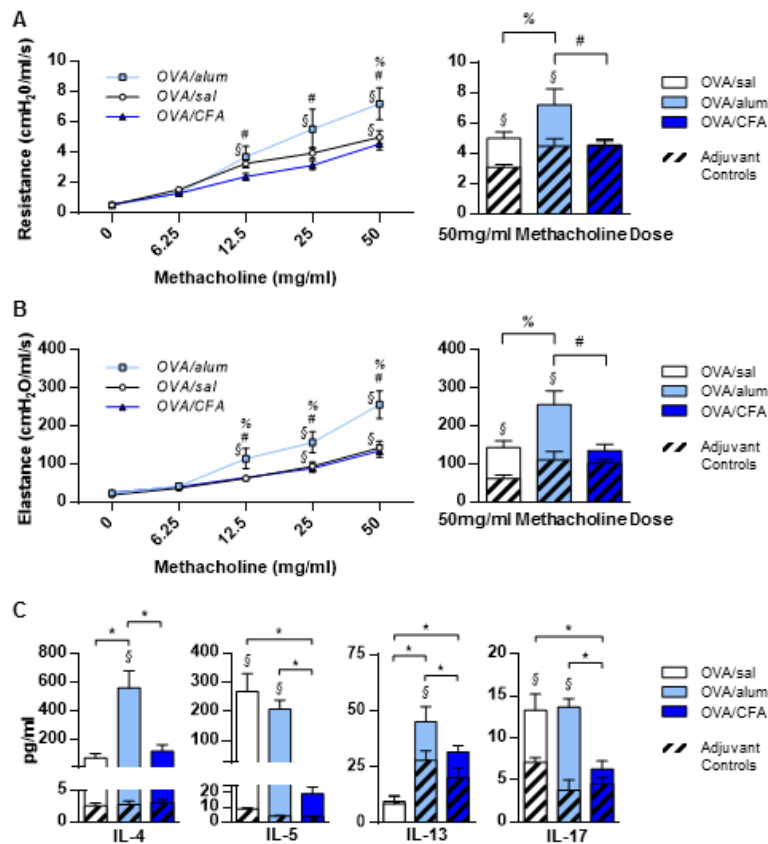 A
Resistance (cmH₂0/ml/s)
10
8
6
4
2
0
OVA/alum
OVA/sal
OVA/CFA
§
#
§
#
§
%
#
§
0
6.25
12.5
25
50
Methacholine (mg/ml)
%
#
10
8
6
4
2
0
§
§
50mg/ml Methacholine Dose
OVA/sal
OVA/alum
OVA/CFA
Adjuvant
Controls
B
Elastance (cmH₂O/ml/s)
400
300
200
100
0
OVA/alum
OVA/sal
OVA/CFA
%
#
§
%
#
§
§
%
#
§
§
0
6.25
12.5
25
50
Methacholine (mg/ml)
%
#
400
300
200
100
0
§
§
50mg/ml Methacholine Dose
OVA/sal
OVA/alum
OVA/CFA
Adjuvant
Controls
C
pg/ml
800
600
400
200
5
0
*
*
§
IL-4
400
300
200
100
20
10
0
*
*
§
§
IL-5
75
50
25
0
*
*
*
§
IL-13
20
15
10
5
0
*
*
§
§
IL-17
OVA/sal
OVA/alum
OVA/CFA
Adjuvant
Controls